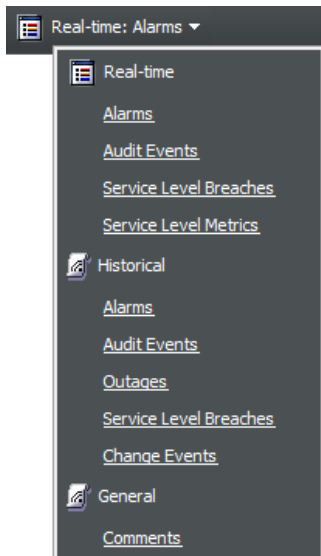 Real-time: Alarms
Real-time
Alarms
Audit Events
Service Level Breaches
Service Level Metrics
Historical
Alarms
Audit Events
Outages
Service Level Breaches
Change Events
General
Comments